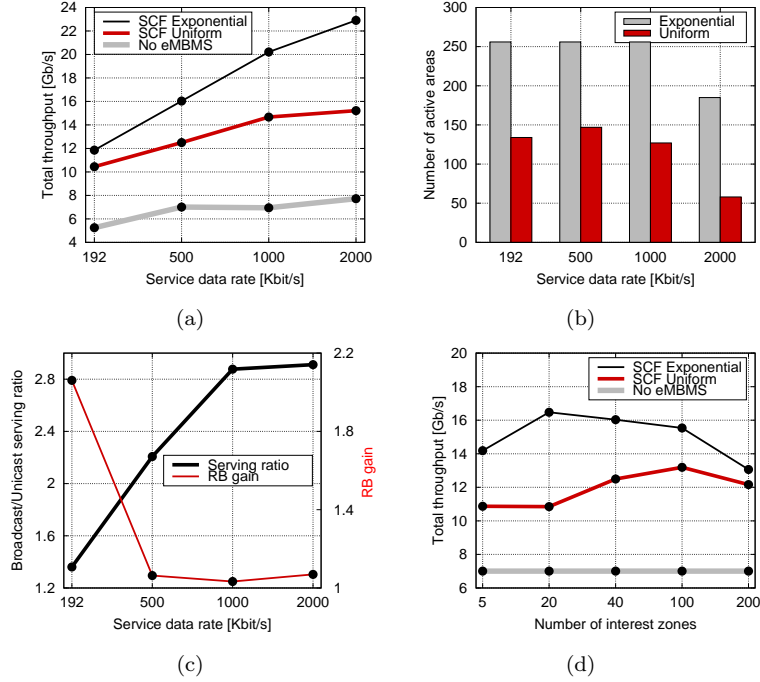 24
22
20
18
16
14
12
10
8
6
4
Total throughput [Gb/s]
SCF Exponential
SCF Uniform
No eMBMS
192 500 1000 2000
Service data rate [Kbit/s]
(a)
300
250
200
150
100
50
0
Number of active areas
Exponential
Uniform
192 500 1000 2000
Service data rate [Kbit/s]
(b)
2.8
2.4
2
1.6
1.2
Broadcast/Unicast serving ratio
Serving ratio
RB gain
2.2
1.8
1.4
1
RB gain
192 500 1000 2000
Service data rate [Kbit/s]
(c)
20
18
16
14
12
10
8
6
Total throughput [Gb/s]
SCF Exponential
SCF Uniform
No eMBMS
5 20 40 100 200
Number of interest zones
(d)